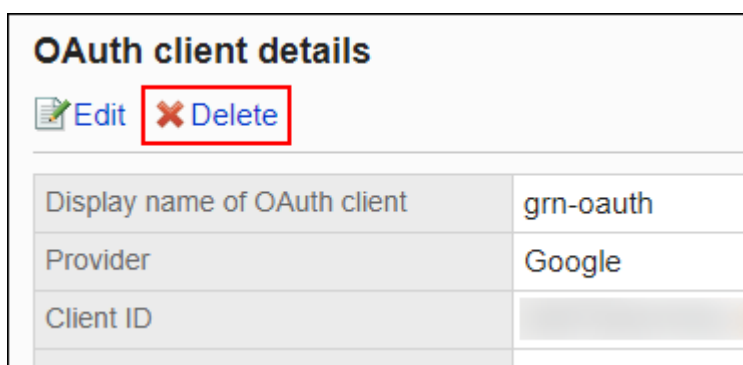 OAuth client details
Edit Delete
Display name of OAuth client grn-oauth
Provider Google
Client ID